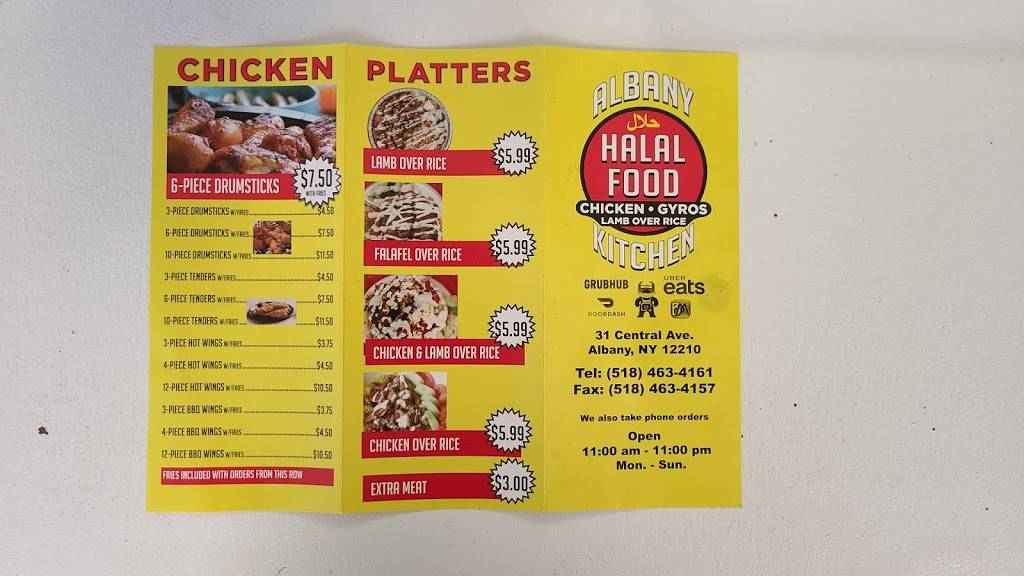 CHICKEN
6-PIECE DRUMSTICKS
$7.50
WITH FRIES
3-PIECE DRUMSTICKS W/FRIES $4.50
6-PIECE DRUMSTICKS W/FRIES $7.50
10-PIECE DRUMSTICKS W/FRIES $11.50
3-PIECE TENDERS W/FRIES $4.50
6-PIECE TENDERS W/FRIES $7.50
10-PIECE TENDERS W/FRIES $11.50
3-PIECE HOT WINGS W/FRIES $3.75
4-PIECE HOT WINGS W/FRIES $4.50
12-PIECE HOT WINGS W/FRIES $10.50
3-PIECE BBQ WINGS W/FRIES $3.75
4-PIECE BBQ WINGS W/FRIES $4.50
12-PIECE BBQ WINGS W/FRIES $10.50
FRIES INCLUDED WITH ORDERS FROM THIS ROW
PLATTERS
LAMB OVER RICE $5.99
FALAFEL OVER RICE $5.99
CHICKEN & LAMB OVER RICE $5.99
CHICKEN OVER RICE $5.99
EXTRA MEAT $3.00
ALBANY
حلال
HALAL
FOOD
CHICKEN • GYROS
LAMB OVER RICE
KITCHEN
GRUBHUB
UBER
eats
DOORDASH
31 Central Ave.
Albany, NY 12210
Tel: (518) 463-4161
Fax: (518) 463-4157
We also take phone orders
Open
11:00 am - 11:00 pm
Mon. - Sun.